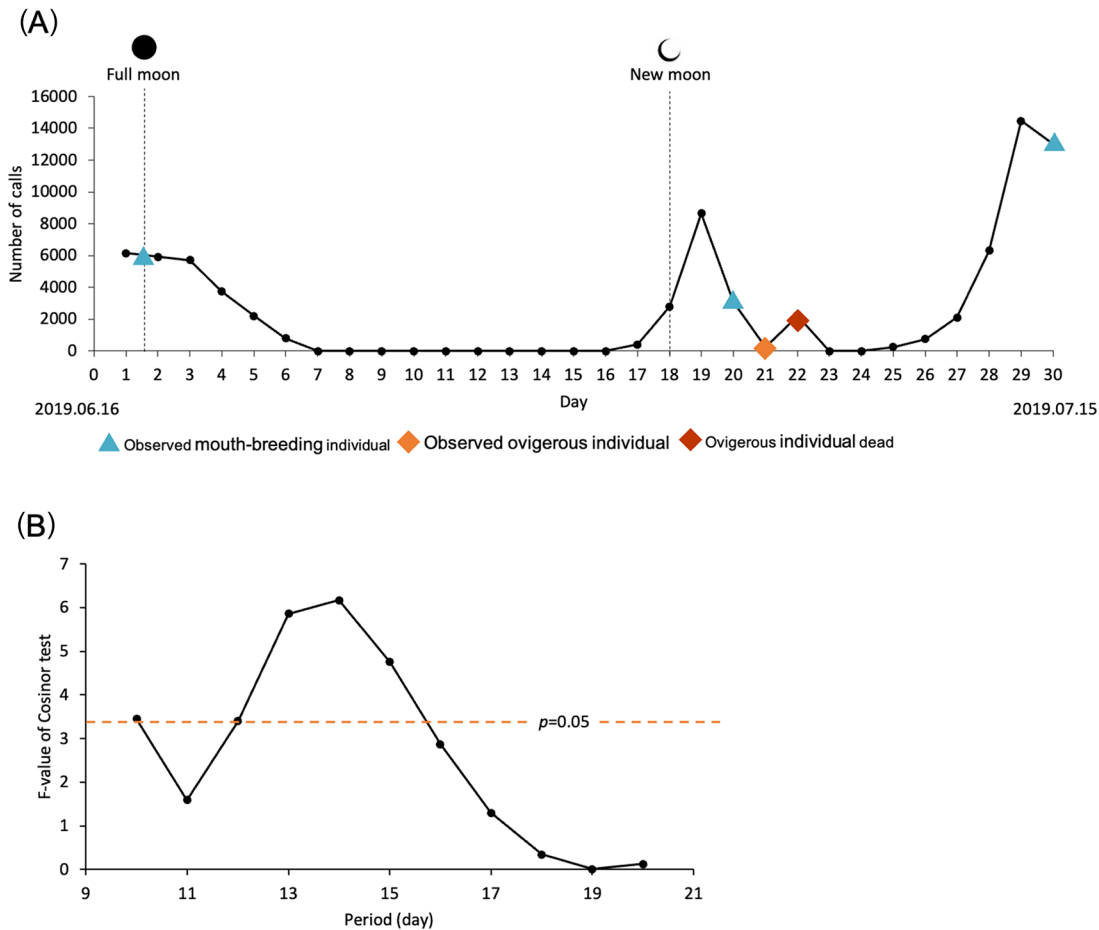 (A)
Full moon
New moon
Number of calls
16000
14000
12000
10000
8000
6000
4000
2000
0
0 1 2 3 4 5 6 7 8 9 10 11 12 13 14 15 16 17 18 19 20 21 22 23 24 25 26 27 28 29 30
Day
2019.06.16
2019.07.15
Observed mouth-breeding individual
Observed ovigerous individual
Ovigerous individual dead
(B)
F-value of Cosinor test
7
6
5
4
3
2
1
0
p=0.05
9 11 13 15 17 19 21
Period (day)